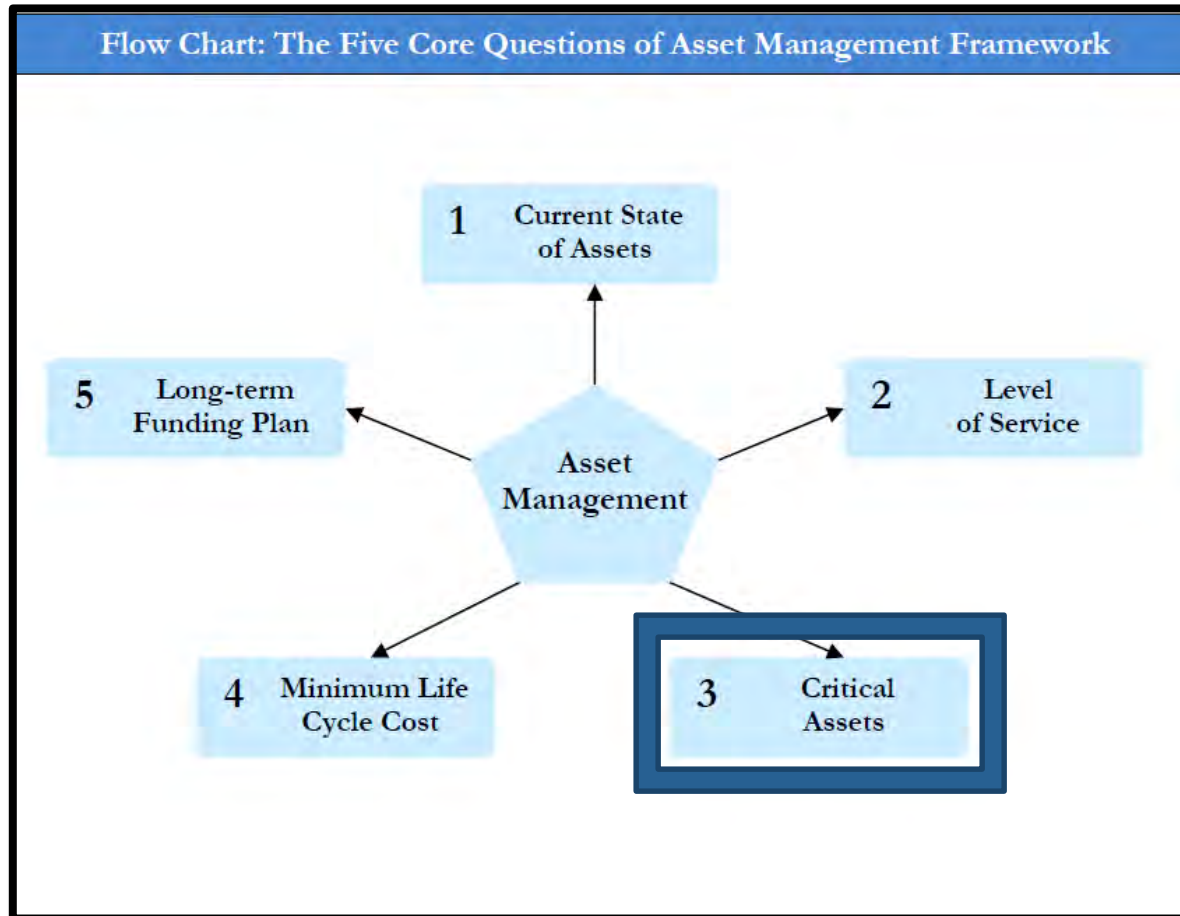 Flow Chart: The Five Core Questions of Asset Management Framework
1
Current State
of Assets
5
Long-term
Funding Plan
2
Level
of Service
Asset
Management
4
Minimum Life
Cycle Cost
3
Critical
Assets